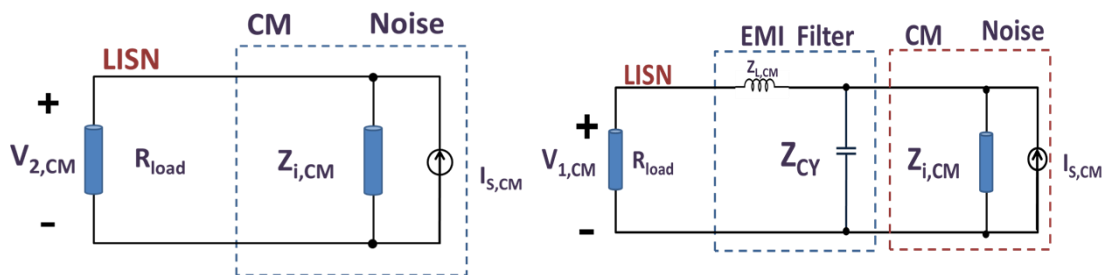 CM Noise
LISN
+
V2,CM
Rload
Zi,CM
IS,CM
-
EMI Filter
CM Noise
LISN
ZL,CM
+
V1,CM
Rload
ZCY
Zi,CM
IS,CM
-